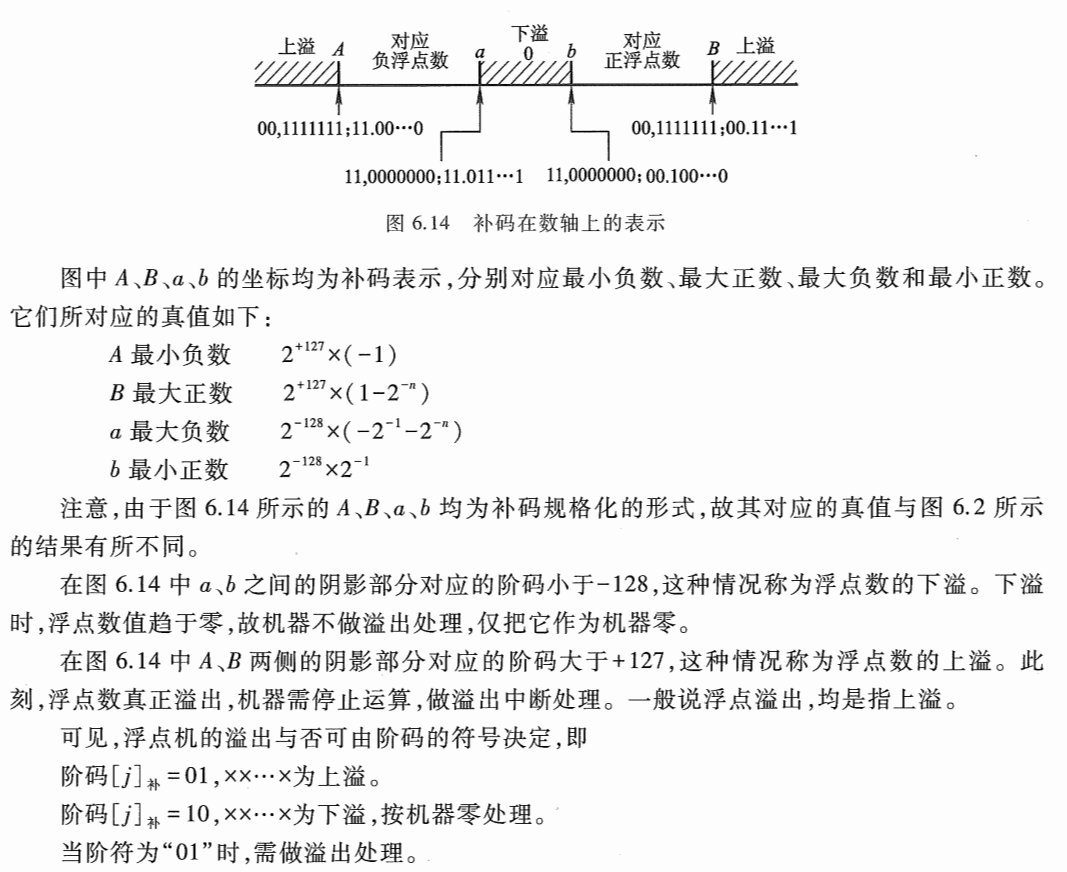 上溢 A 对应 下溢 对应 B 上溢
负浮点数 a 0 b 正浮点数
00,1111111;11.00…0 00,1111111;00.11…1
11,0000000;11.011…1 11,0000000;00.100…0
图 6.14 补码在数轴上的表示
图中 A、B、a、b 的坐标均为补码表示,分别对应最小负数、最大正数、最大负数和最小正数。
它们所对应的真值如下:
A 最小负数 2⁺¹²⁷×(-1)
B 最大正数 2⁺¹²⁷×(1-2⁻ⁿ)
a 最大负数 2⁻¹²⁸×(-2⁻¹-2⁻ⁿ)
b 最小正数 2⁻¹²⁸×2⁻¹
注意,由于图 6.14 所示的 A、B、a、b 均为补码规格化的形式,故其对应的真值与图 6.2 所示
的结果有所不同。
在图 6.14 中 a、b 之间的阴影部分对应的阶码小于-128,这种情况称为浮点数的下溢。下溢
时,浮点数值趋于零,故机器不做溢出处理,仅把它作为机器零。
在图 6.14 中 A、B 两侧的阴影部分对应的阶码大于+127,这种情况称为浮点数的上溢。此
刻,浮点数真正溢出,机器需停止运算,做溢出中断处理。一般说浮点溢出,均是指上溢。
可见,浮点机的溢出与否可由阶码的符号决定,即
阶码[j]补=01,××…×为上溢。
阶码[j]补=10,××…×为下溢,按机器零处理。
当阶符为“01”时,需做溢出处理。